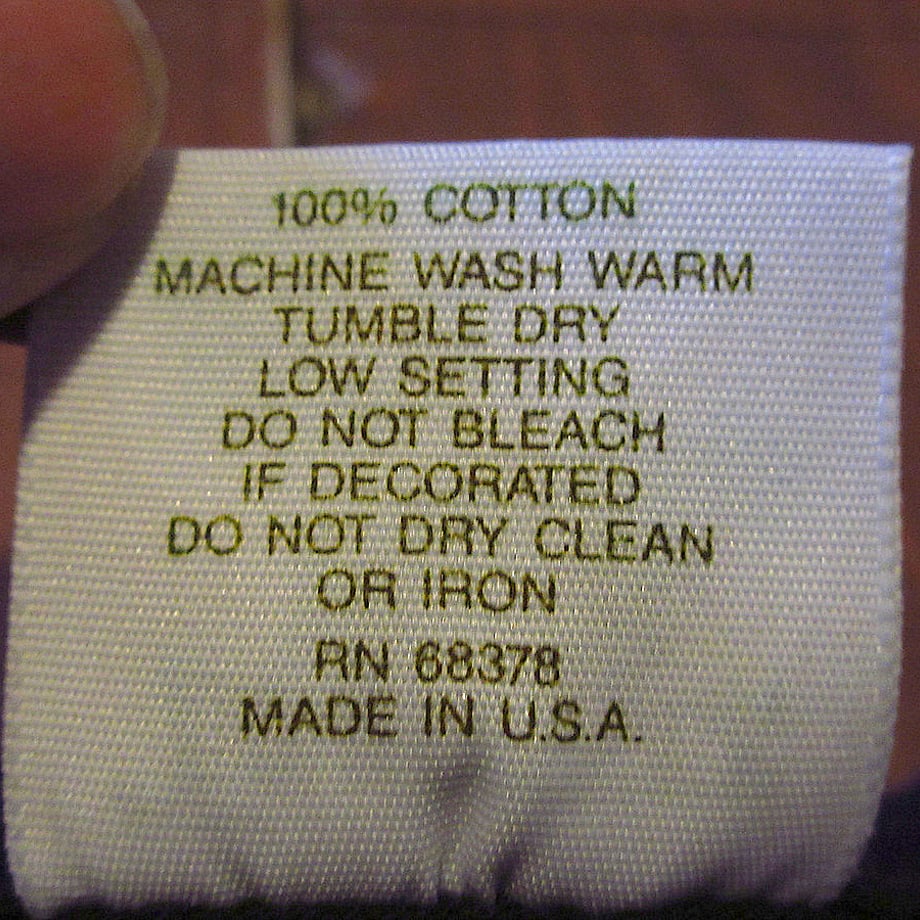 100% COTTON
MACHINE WASH WARM
TUMBLE DRY
LOW SETTING
DO NOT BLEACH
IF DECORATED
DO NOT DRY CLEAN
OR IRON
RN 68378
MADE IN U.S.A.